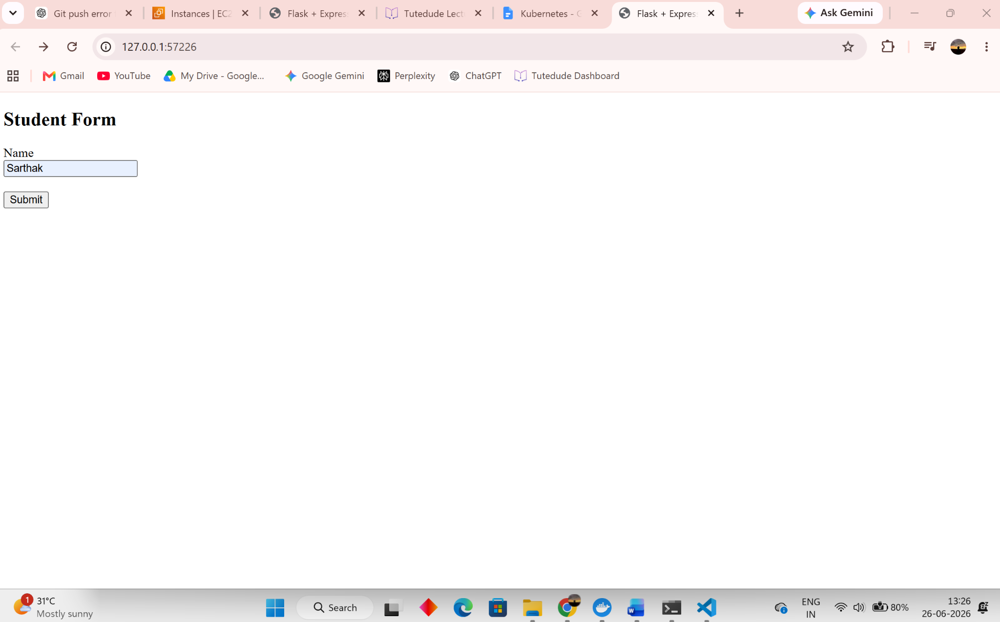 Git push error
Instances | EC2
Flask + Express
Tutedude Lect
Kubernetes - G
Flask + Express
Ask Gemini
127.0.0.1:57226
Gmail
YouTube
My Drive - Google...
Google Gemini
Perplexity
ChatGPT
Tutedude Dashboard
Student Form
Name
Sarthak
Submit
1
31°C
Mostly sunny
Search
ENG
IN
80%
13:26
26-06-2026